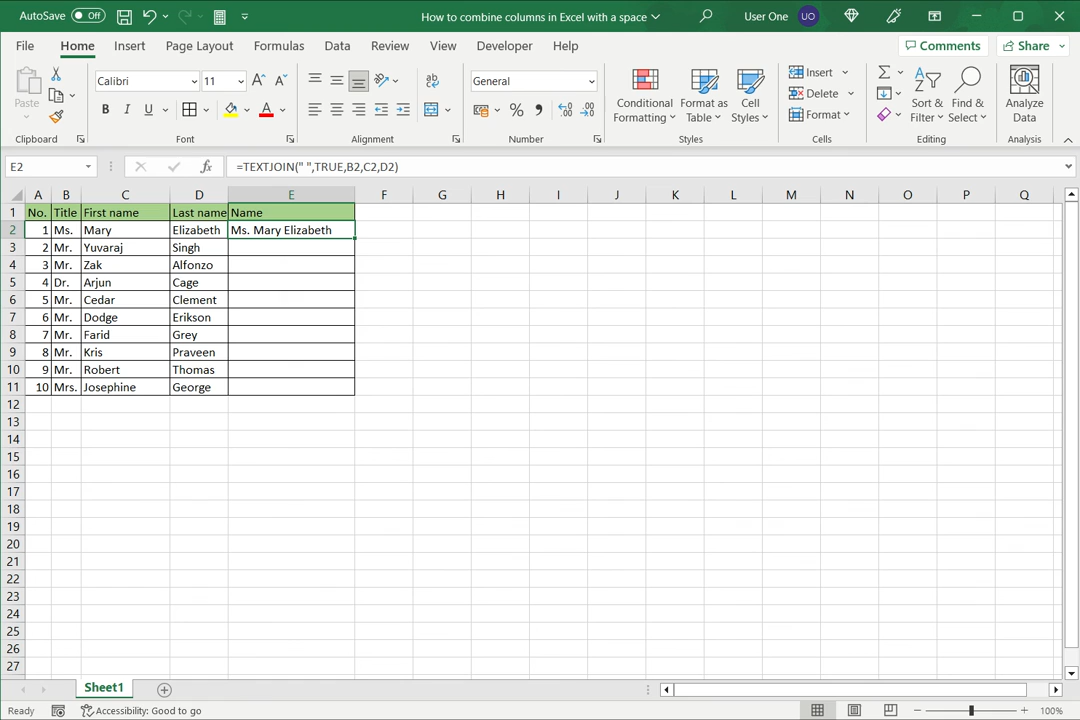 AutoSave Off How to combine columns in Excel with a space User One UO
File Home Insert Page Layout Formulas Data Review View Developer Help Comments Share
Paste Calibri 11 General Conditional Formatting Format as Table Cell Styles Insert Delete Format Sort & Filter Find & Select Analyze Data
Clipboard Font Alignment Number Styles Cells Editing Analysis
E2 fx =TEXTJOIN(" ",TRUE,B2,C2,D2)
A B C D E F G H I J K L M N O P Q
1 No. Title First name Last name Name
2 1 Ms. Mary Elizabeth Ms. Mary Elizabeth
3 2 Mr. Yuvaraj Singh
4 3 Mr. Zak Alfonzo
5 4 Dr. Arjun Cage
6 5 Mr. Cedar Clement
7 6 Mr. Dodge Erikson
8 7 Mr. Farid Grey
9 8 Mr. Kris Praveen
10 9 Mr. Robert Thomas
11 10 Mrs. Josephine George
12
13
14
15
16
17
18
19
20
21
22
23
24
25
26
27
Sheet1
Ready Accessibility: Good to go 100%